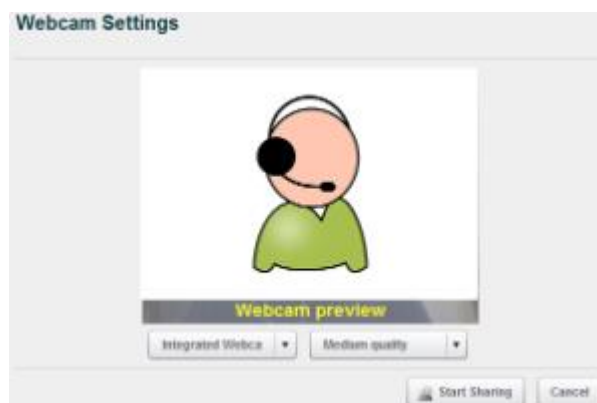 Webcam Settings
Webcam preview
Integrated Webca
Medium quality
Start Sharing
Cancel